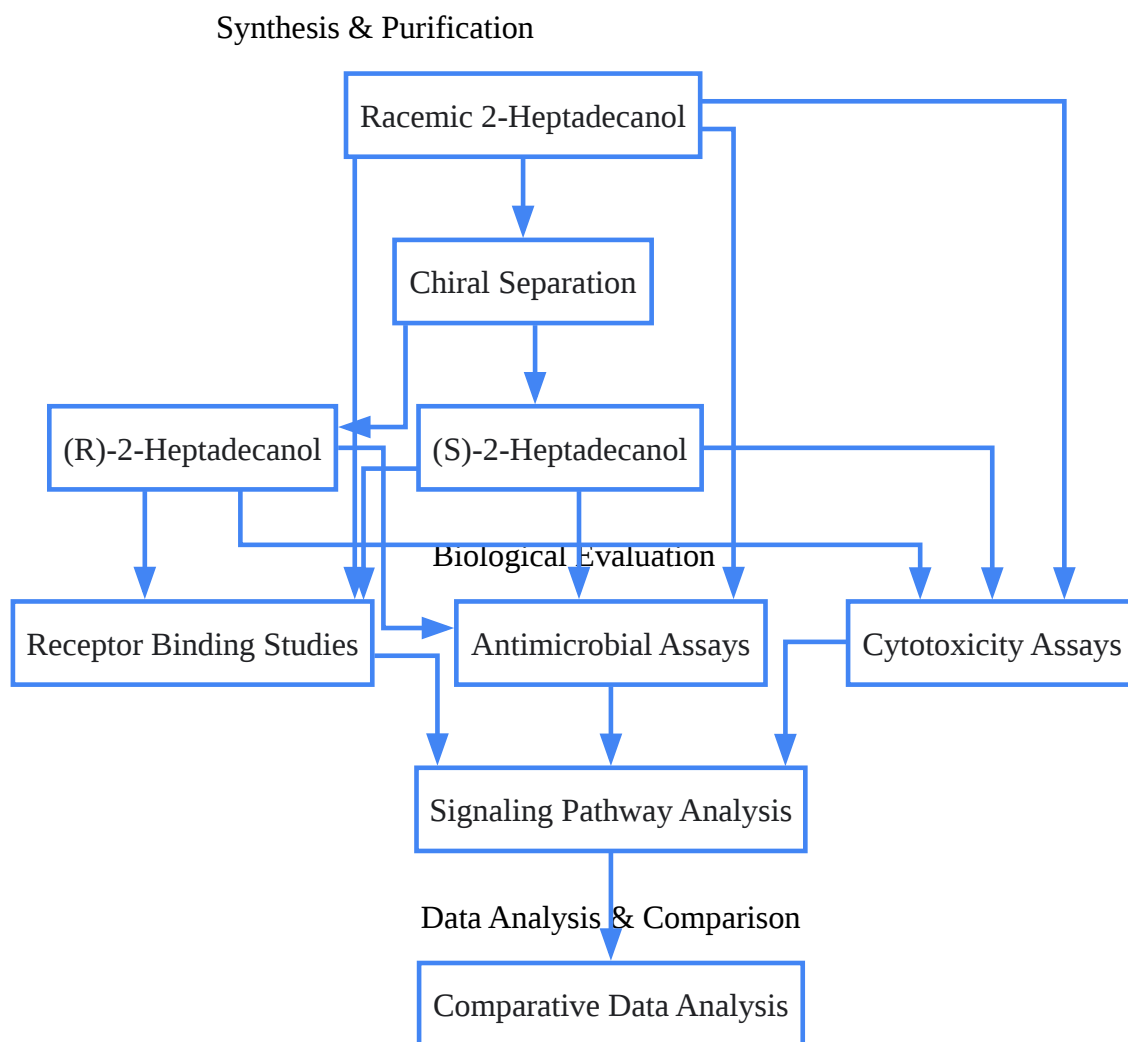 Synthesis & Purification
Racemic 2-Heptadecanol
Chiral Separation
(R)-2-Heptadecanol
(S)-2-Heptadecanol
Biological Evaluation
Receptor Binding Studies
Antimicrobial Assays
Cytotoxicity Assays
Signaling Pathway Analysis
Data Analysis & Comparison
Comparative Data Analysis